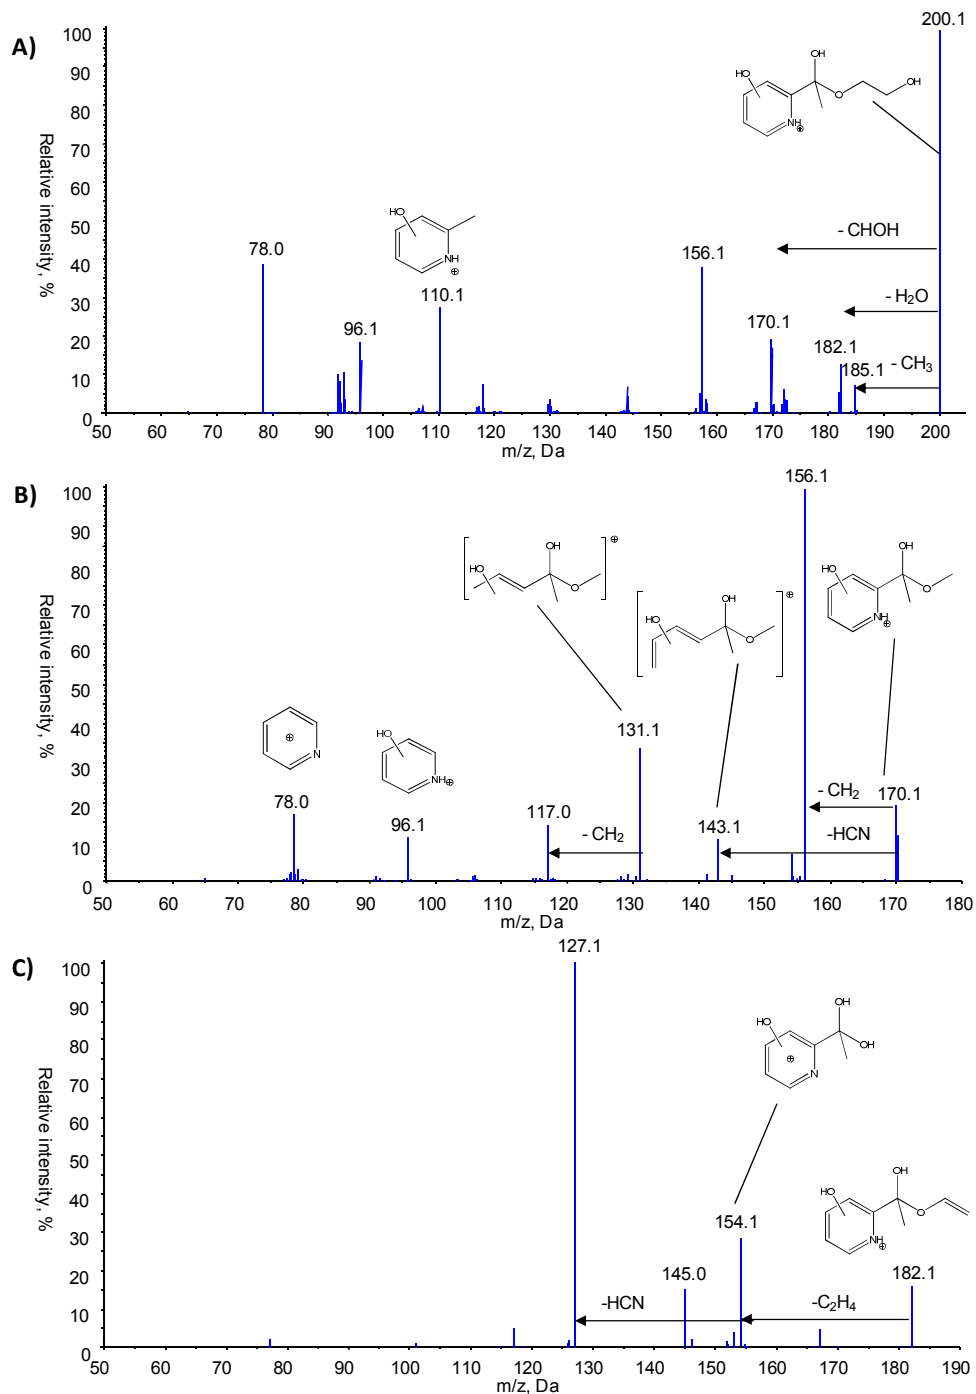 A)
Relative intensity, %
100
90
80
70
60
50
40
30
20
10
0
200.1
OH
HO
OH
O
NH
⊕
- CHOH
78.0
HO
NH
⊕
110.1
156.1
- H₂O
96.1
170.1
182.1
185.1
- CH₃
50 60 70 80 90 100 110 120 130 140 150 160 170 180 190 200
m/z, Da
B)
Relative intensity, %
100
90
80
70
60
50
40
30
20
10
0
156.1
OH
HO
O
⊕
OH
HO
O
⊕
OH
HO
O
NH
⊕
131.1
⊕
N
HO
NH
⊕
78.0
96.1
117.0
- CH₂
143.1
- CH₂
170.1
-HCN
50 60 70 80 90 100 110 120 130 140 150 160 170 180
m/z, Da
C)
Relative intensity, %
100
90
80
70
60
50
40
30
20
10
0
127.1
OH
HO
OH
⊕
N
OH
HO
O
NH
⊕
154.1
145.0
182.1
-HCN
-C₂H₄
50 60 70 80 90 100 110 120 130 140 150 160 170 180 190
m/z, Da